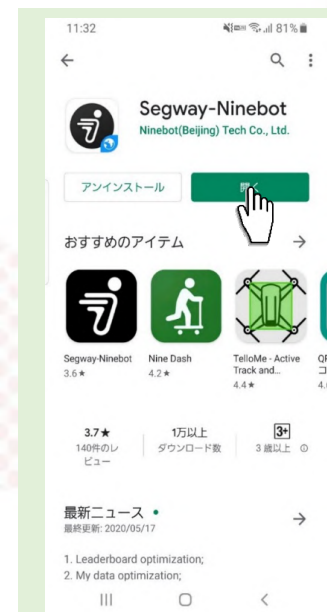 11:32
81%
Segway-Ninebot
Ninebot(Beijing) Tech Co., Ltd.
アンインストール
開く
おすすめのアイテム
Segway-Ninebot
3.6★
Nine Dash
4.2★
TelloMe - Active
Track and...
4.4★
3.7★
140件のレ
ビュー
1万以上
ダウンロード数
3+
3 歳以上
最新ニュース
最終更新: 2020/05/17
1. Leaderboard optimization;
2. My data optimization;